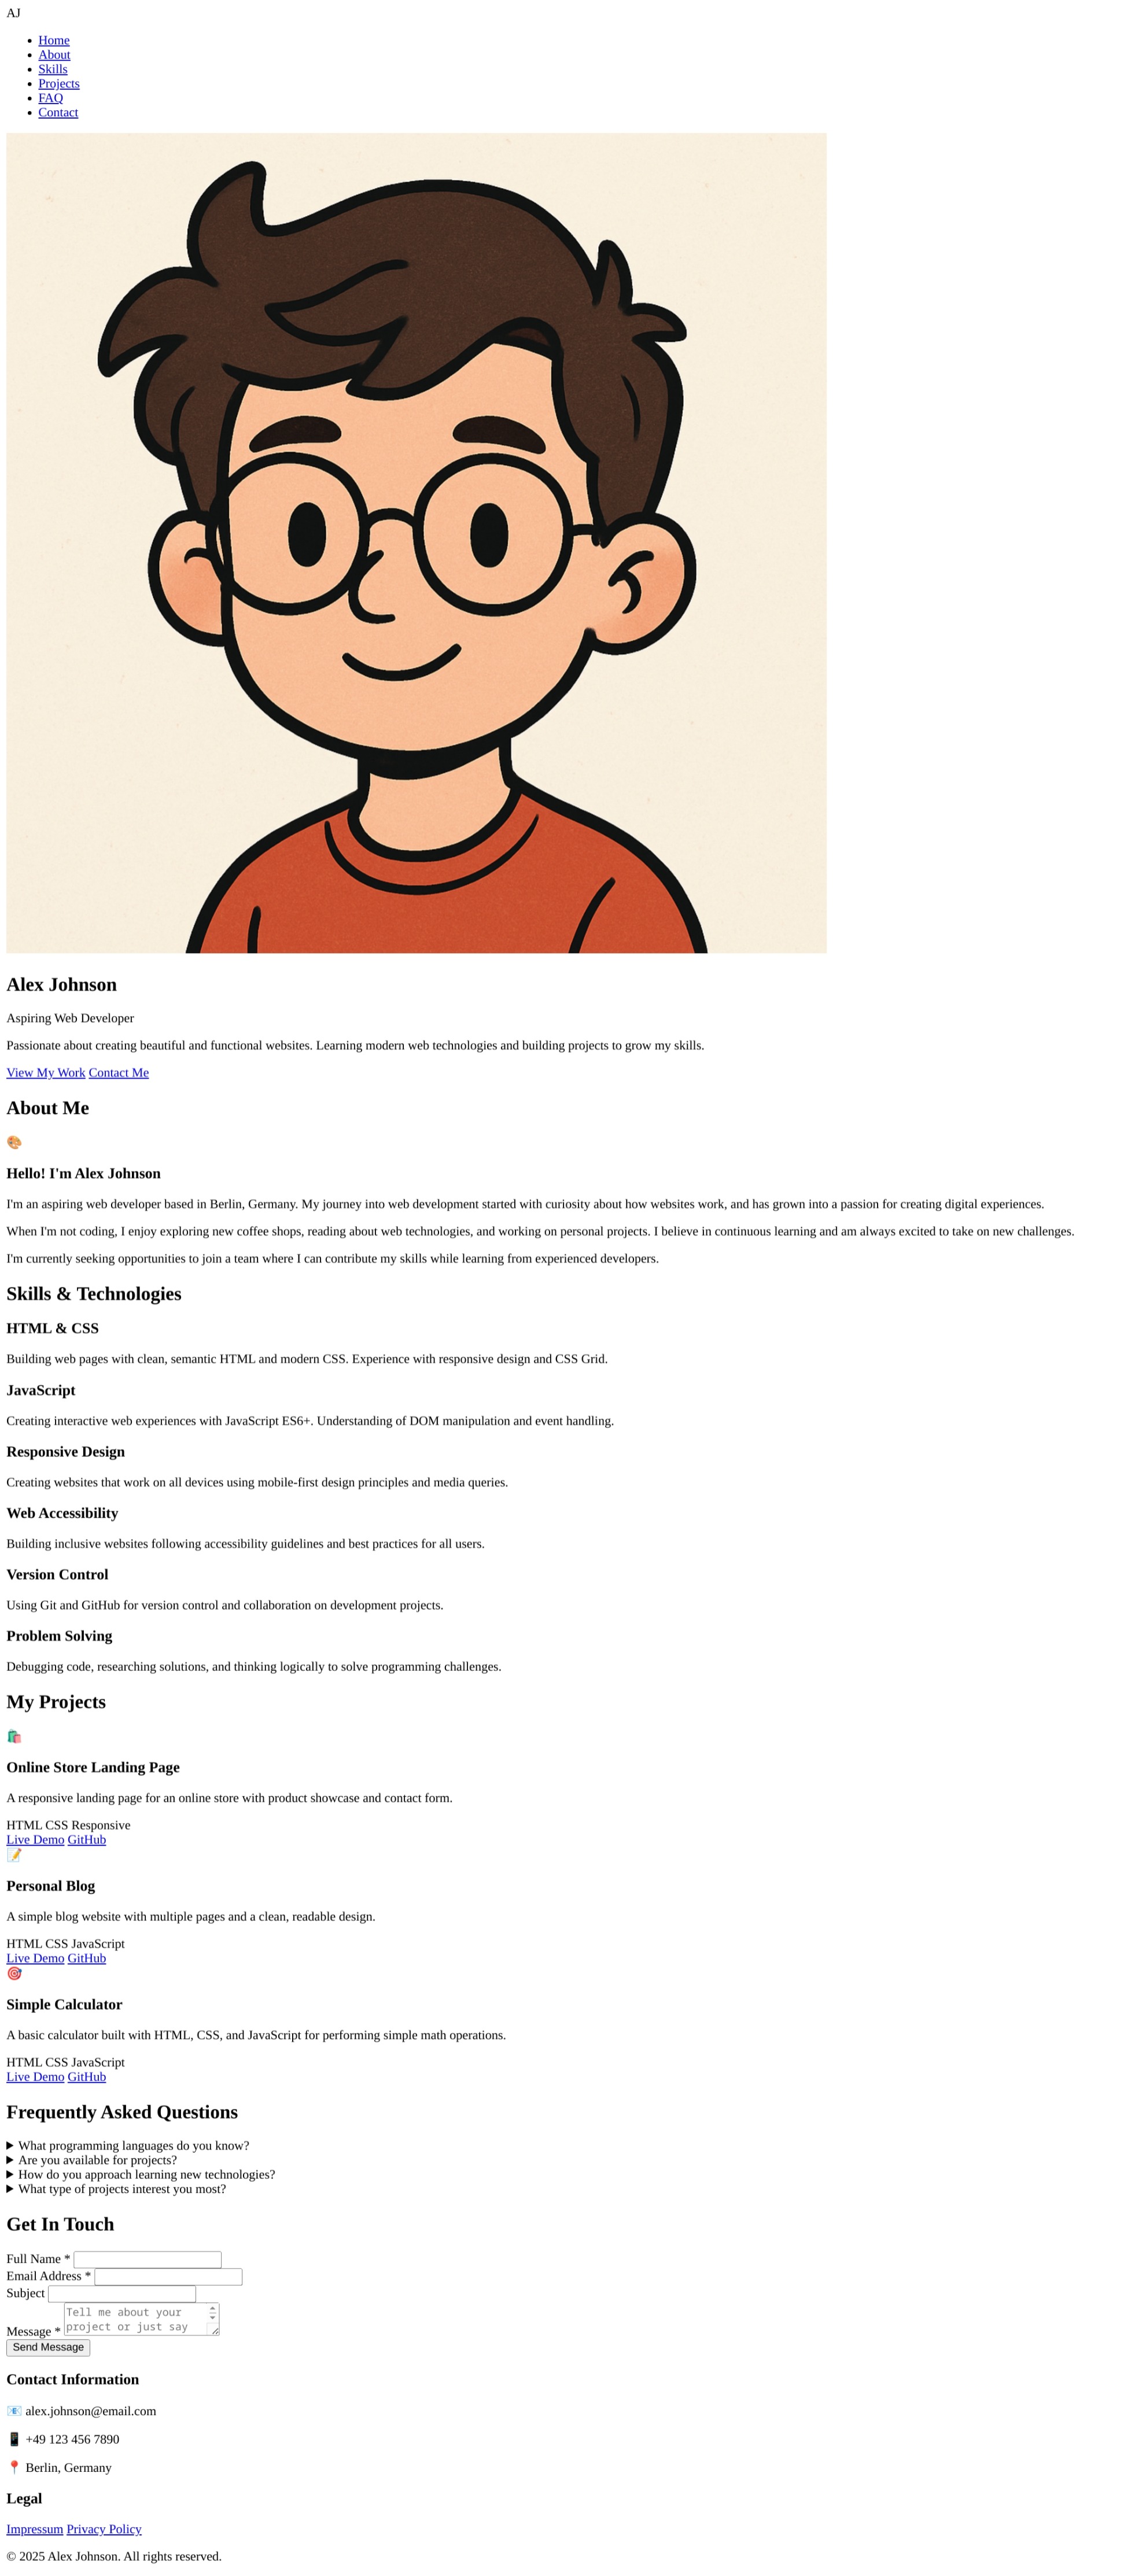 AJ
Home
About
Skills
Projects
FAQ
Contact
Alex Johnson
Aspiring Web Developer
Passionate about creating beautiful and functional websites. Learning modern web technologies and building projects to grow my skills.
View My Work Contact Me
About Me
Hello! I'm Alex Johnson
I'm an aspiring web developer based in Berlin, Germany. My journey into web development started with curiosity about how websites work, and has grown into a passion for creating digital experiences.
When I'm not coding, I enjoy exploring new coffee shops, reading about web technologies, and working on personal projects. I believe in continuous learning and am always excited to take on new challenges.
I'm currently seeking opportunities to join a team where I can contribute my skills while learning from experienced developers.
Skills & Technologies
HTML & CSS
Building web pages with clean, semantic HTML and modern CSS. Experience with responsive design and CSS Grid.
JavaScript
Creating interactive web experiences with JavaScript ES6+. Understanding of DOM manipulation and event handling.
Responsive Design
Creating websites that work on all devices using mobile-first design principles and media queries.
Web Accessibility
Building inclusive websites following accessibility guidelines and best practices for all users.
Version Control
Using Git and GitHub for version control and collaboration on development projects.
Problem Solving
Debugging code, researching solutions, and thinking logically to solve programming challenges.
My Projects
Online Store Landing Page
A responsive landing page for an online store with product showcase and contact form.
HTML CSS Responsive
Live Demo GitHub
Personal Blog
A simple blog website with multiple pages and a clean, readable design.
HTML CSS JavaScript
Live Demo GitHub
Simple Calculator
A basic calculator built with HTML, CSS, and JavaScript for performing simple math operations.
HTML CSS JavaScript
Live Demo GitHub
Frequently Asked Questions
What programming languages do you know?
Are you available for projects?
How do you approach learning new technologies?
What type of projects interest you most?
Get In Touch
Full Name *
Email Address *
Subject
Tell me about your
project or just say
Message *
Send Message
Contact Information
alex.johnson@email.com
+49 123 456 7890
Berlin, Germany
Legal
Impressum Privacy Policy
© 2025 Alex Johnson. All rights reserved.